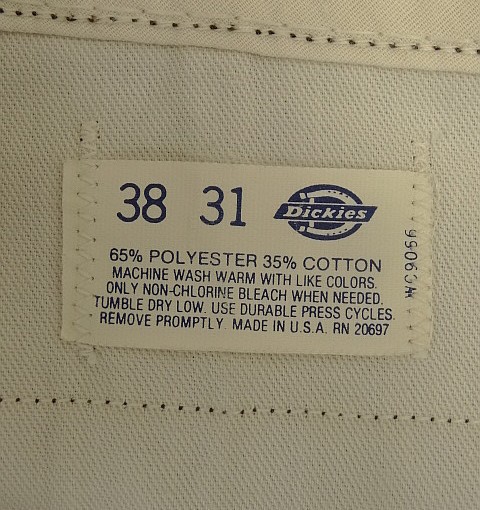 38 31 Dickies
65% POLYESTER 35% COTTON
MACHINE WASH WARM WITH LIKE COLORS.
ONLY NON-CHLORINE BLEACH WHEN NEEDED.
TUMBLE DRY LOW. USE DURABLE PRESS CYCLES.
REMOVE PROMPTLY. MADE IN U.S.A. RN 20697